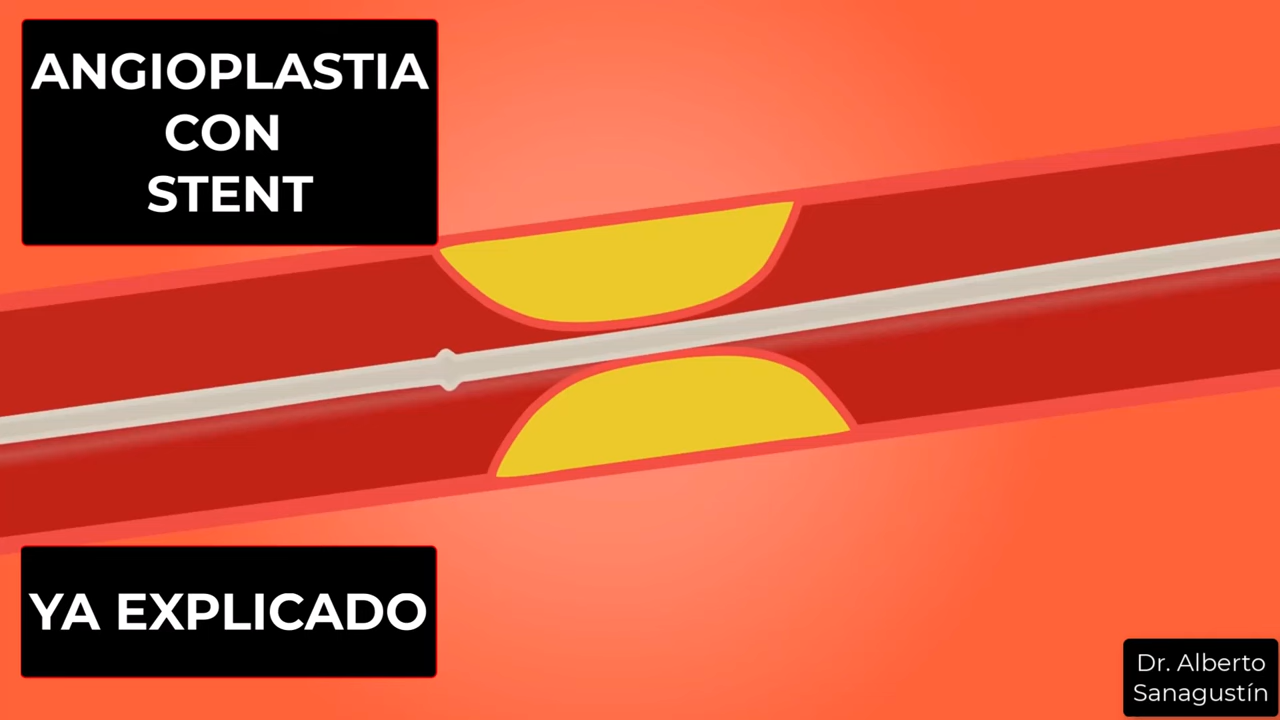 ANGIOPLASTIA
CON
STENT
YA EXPLICADO
Dr. Alberto
Sanagustín